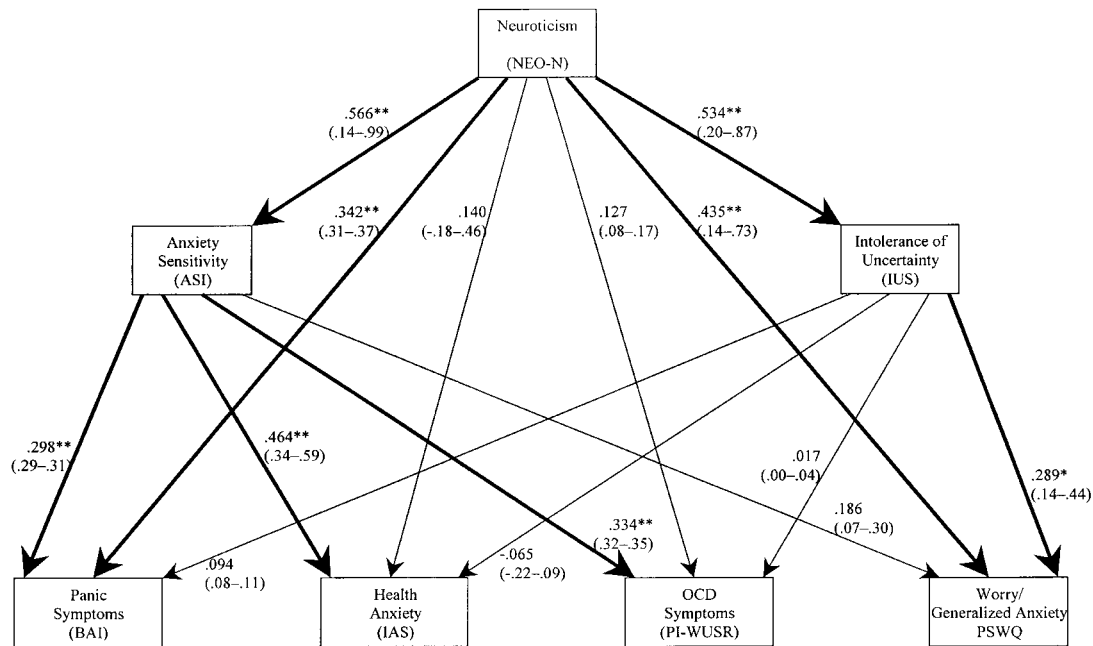 Neuroticism
(NEO-N)
.566**
(.14–.99)
.534**
(.20–.87)
.342**
(.31–.37)
.140
(-.18–.46)
.127
(.08–.17)
.435**
(.14–.73)
Anxiety
Sensitivity
(ASI)
Intolerance of
Uncertainty
(IUS)
.298**
(.29–.31)
.464**
(.34–.59)
.017
(.00–.04)
.289*
(.14–.44)
.186
(.07–.30)
.334**
(.32–.35)
.094
(.08–.11)
-.065
(-.22–.09)
Panic
Symptoms
(BAI)
Health
Anxiety
(IAS)
OCD
Symptoms
(PI-WUSR)
Worry/
Generalized Anxiety
PSWQ